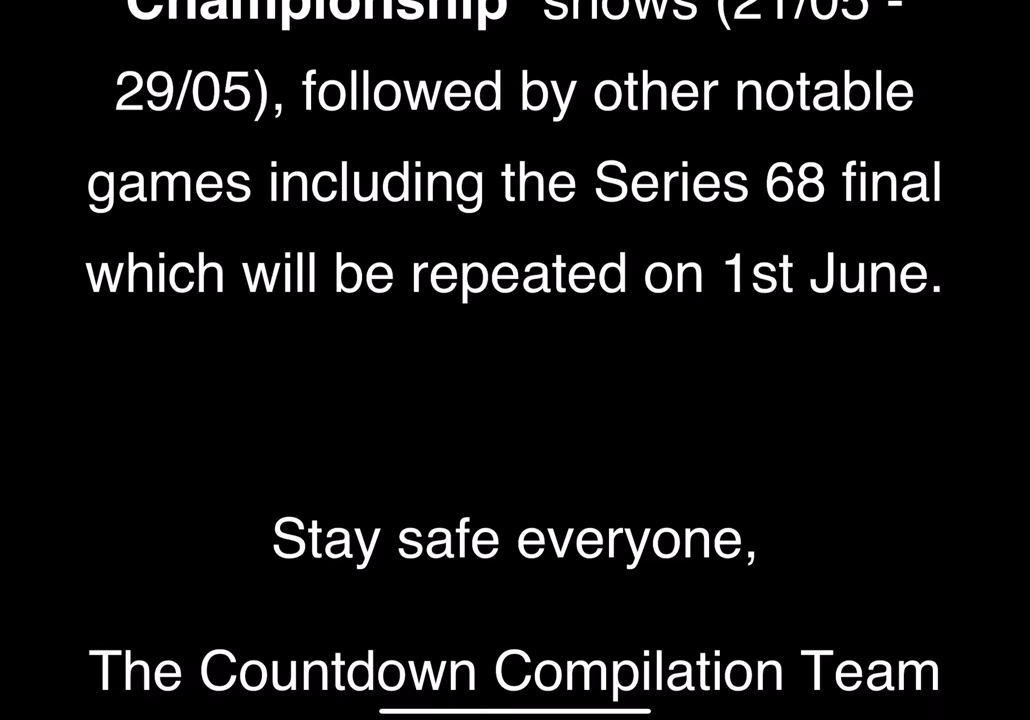 Championship" shows (21/05 -
29/05), followed by other notable
games including the Series 68 final
which will be repeated on 1st June.
Stay safe everyone,
The Countdown Compilation Team